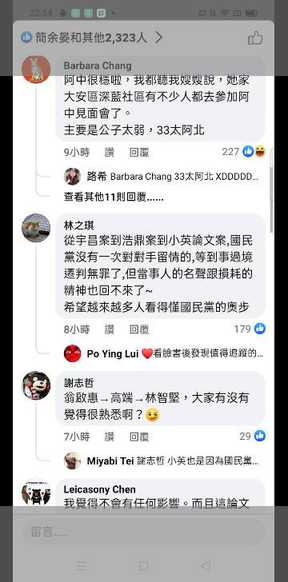 22:54
簡余晏和其他2,323人
Barbara Chang
阿中很穩啦，我都聽我嫂嫂說，她家
大安區深藍社區有不少人都去參加阿
中見面會了。
主要是公子太弱，33太阿北
9小時 讚 回覆 227
路希 Barbara Chang 33太阿北 XDDDDD...
查看其他11則回覆......
林之琪
從宇昌案到浩鼎案到小英論文案,國民
黨沒有一次對對手留情的,等到事過境
遷判無罪了,但當事人的名聲跟損耗的
精神也回不來了~
希望越來越多人看得懂國民黨的奧步
8小時 讚 回覆 179
Po Ying Lui ❤️看臉書後發現值得追蹤的...
謝志哲
翁啟惠→高端→林智堅，大家有沒有
覺得很熟悉啊？😉
7小時 讚 回覆 29
Miyabi Tei 謝志哲 小英也是因為國民黨...
Leicasony Chen
我覺得不會有任何影響。而且這論文
留言......